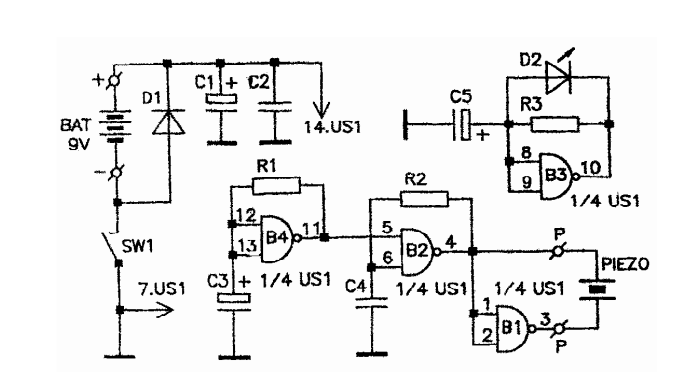 D2
C1 + C2
+
D1
C5
R3
BAT
9V
14.US1
+
8
B3
10
9
-
R1
R2
1/4 US1
12
B4
11
5
B2
4
P
SW1
13
6
C3 +
1/4 US1
C4
1/4 US1
1/4 US1
PIEZO
7.US1
1
B1
3
2
P